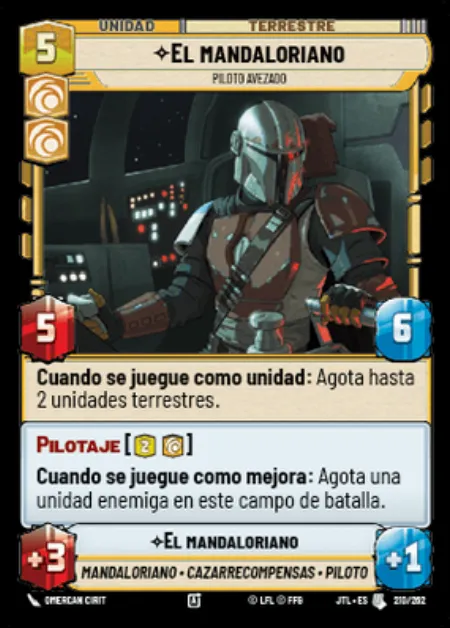 UNIDAD
TERRESTRE
5
EL MANDALORIANO
PILOTO AVEZADO
5
6
Cuando se juegue como unidad: Agota hasta
2 unidades terrestres.
PILOTAJE [2]
Cuando se juegue como mejora: Agota una
unidad enemiga en este campo de batalla.
EL MANDALORIANO
+3
+1
MANDALORIANO • CAZARRECOMPENSAS • PILOTO
OMERCAN CIRIT
A
© LFL © FFG
JTL • ES
210/262